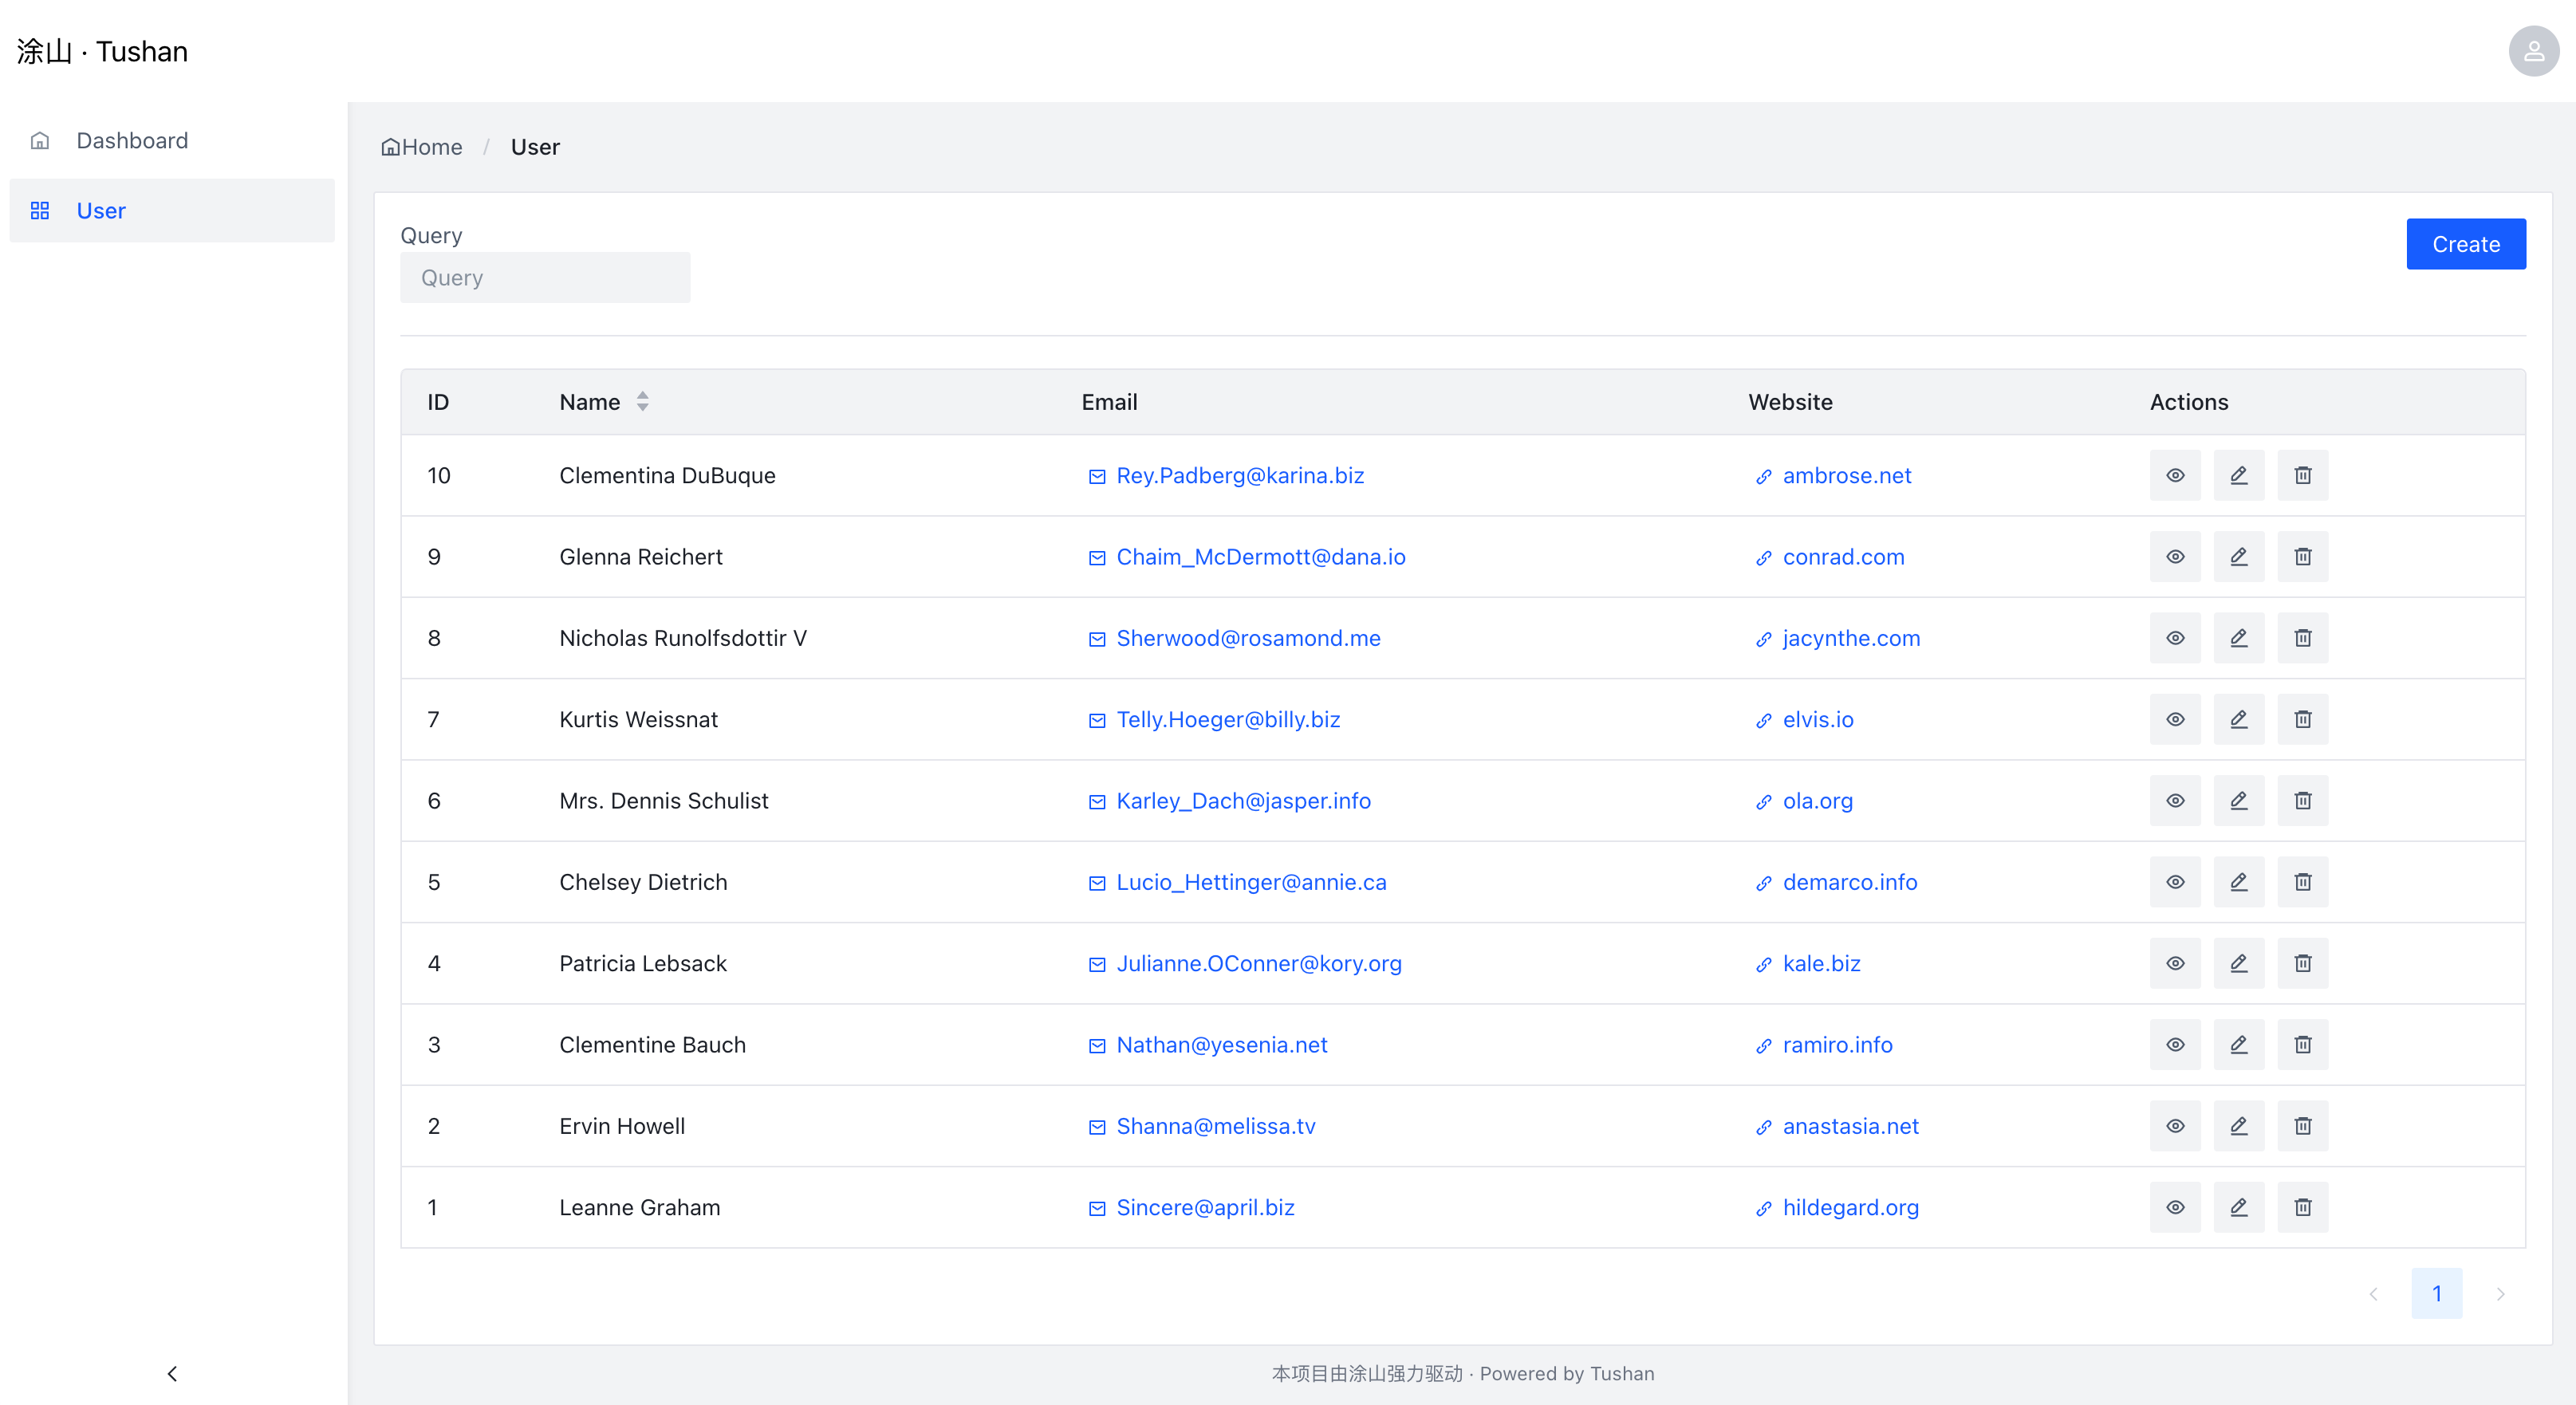 涂山 · Tushan
Dashboard
User
Home / User
Query
Query
Create
ID Name Email Website Actions
10 Clementina DuBuque Rey.Padberg@karina.biz ambrose.net
9 Glenna Reichert Chaim_McDermott@dana.io conrad.com
8 Nicholas Runolfsdottir V Sherwood@rosamond.me jacynthe.com
7 Kurtis Weissnat Telly.Hoeger@billy.biz elvis.io
6 Mrs. Dennis Schulist Karley_Dach@jasper.info ola.org
5 Chelsey Dietrich Lucio_Hettinger@annie.ca demarco.info
4 Patricia Lebsack Julianne.OConner@kory.org kale.biz
3 Clementine Bauch Nathan@yesenia.net ramiro.info
2 Ervin Howell Shanna@melissa.tv anastasia.net
1 Leanne Graham Sincere@april.biz hildegard.org
1
本项目由涂山强力驱动 · Powered by Tushan